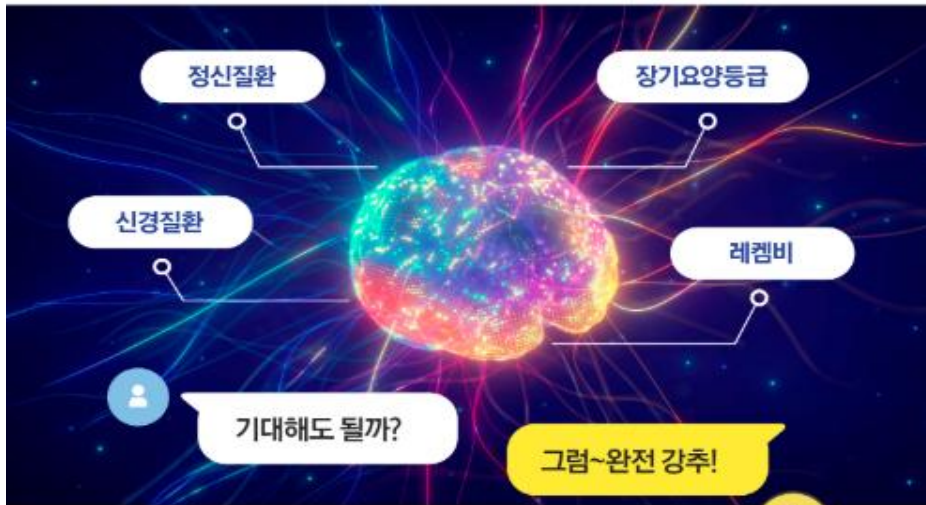 정신질환
장기요양등급
신경질환
레켐비
기대해도 될까?
그럼~완전 강추!